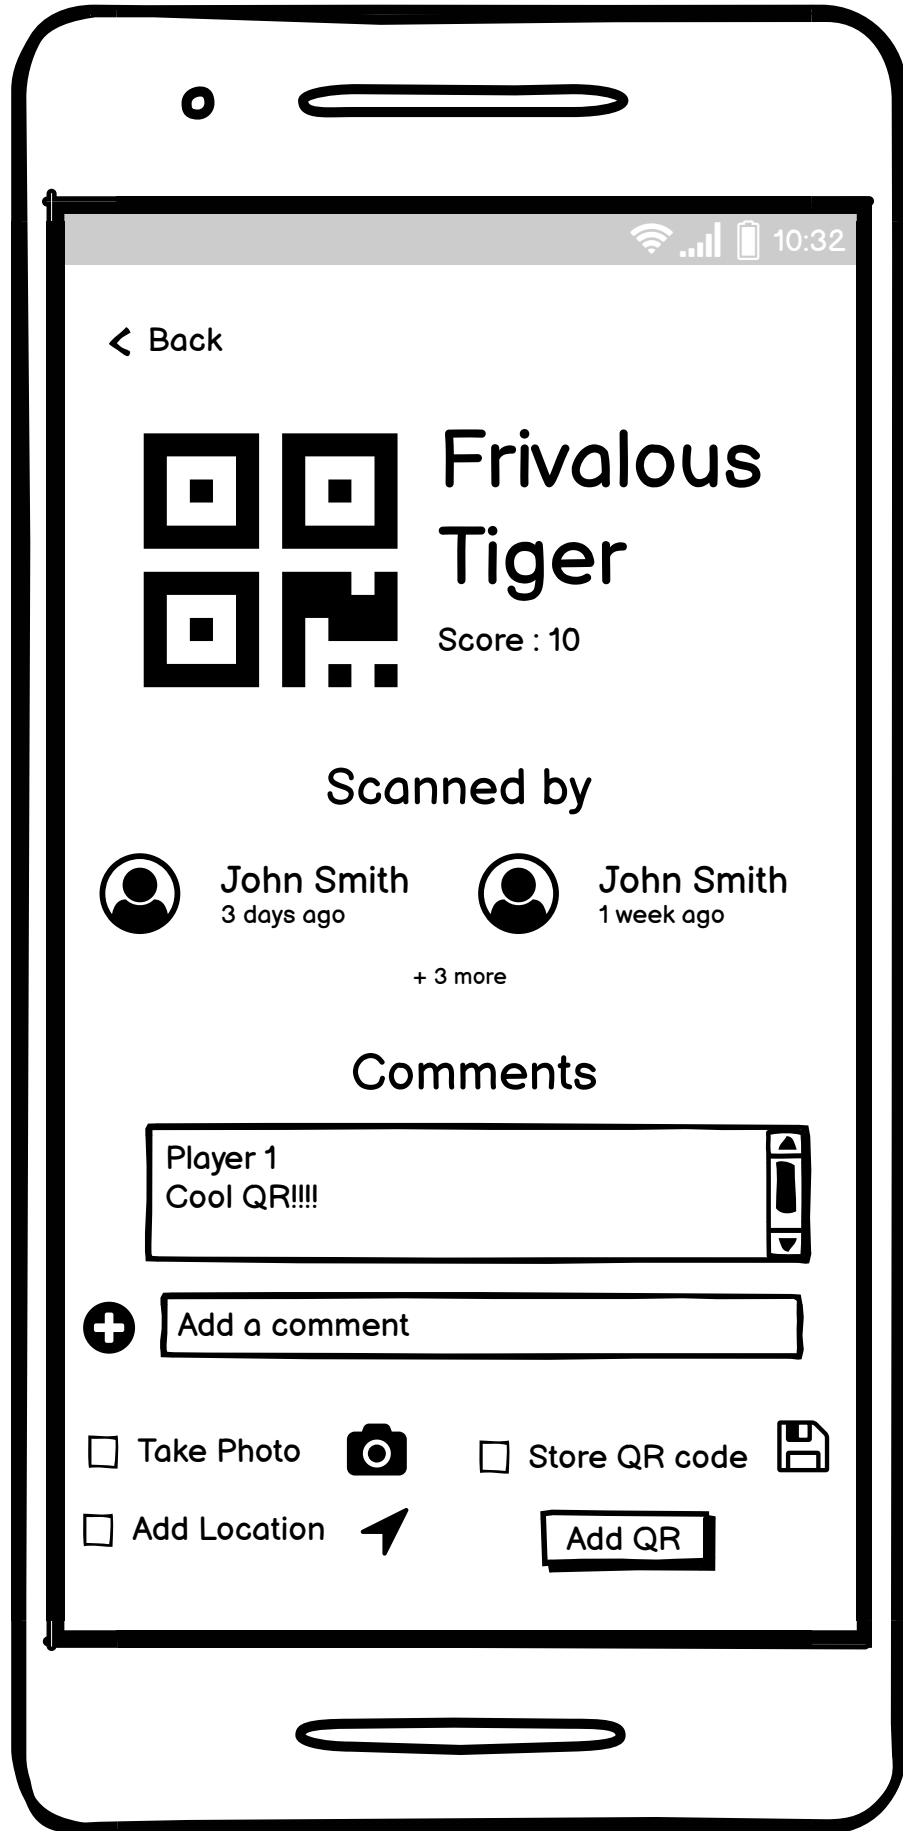 10:32
Back
Frivalous
Tiger
Score : 10
Scanned by
John Smith
3 days ago
John Smith
1 week ago
+ 3 more
Comments
Player 1
Cool QR!!!!
Add a comment
Take Photo
Store QR code
Add Location
Add QR